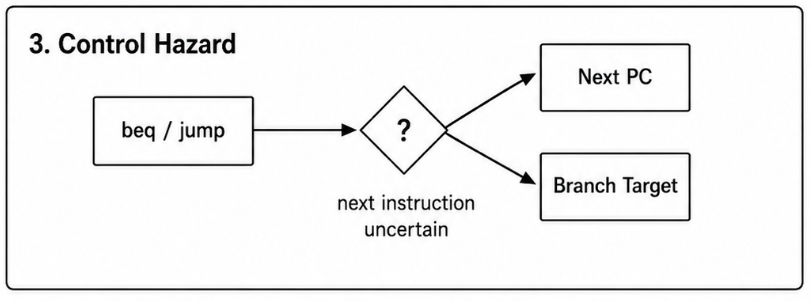 3. Control Hazard
beq / jump
?
next instruction
uncertain
Next PC
Branch Target